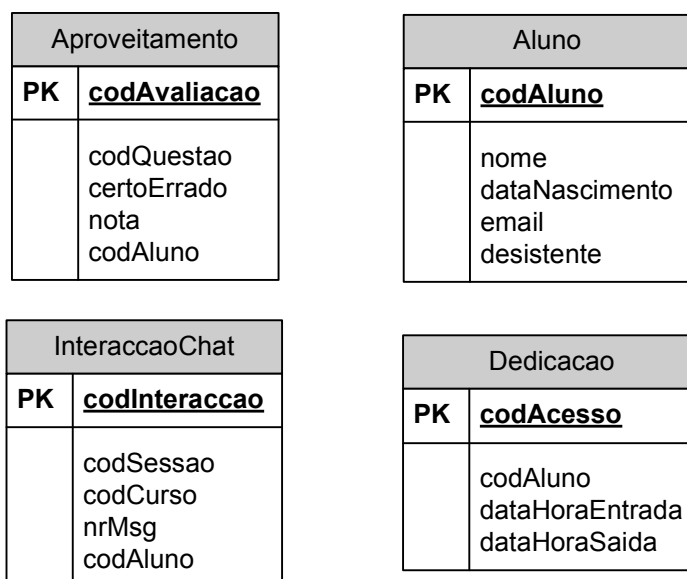 Aproveitamento
PK codAvaliacao
codQuestao
certoErrado
nota
codAluno
Aluno
PK codAluno
nome
dataNascimento
email
desistente
InteraccaoChat
PK codInteraccao
codSessao
codCurso
nrMsg
codAluno
Dedicacao
PK codAcesso
codAluno
dataHoraEntrada
dataHoraSaida